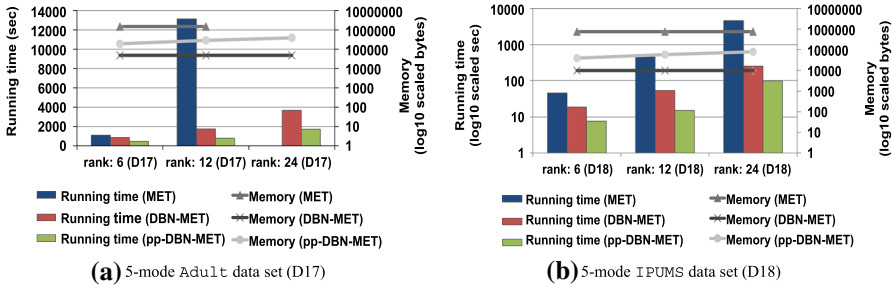 Running time (sec)
14000
12000
10000
8000
6000
4000
2000
0
10000000
1000000
100000
10000
1000
100
10
1
Memory
(log10 scaled bytes)
rank: 6 (D17) rank: 12 (D17) rank: 24 (D17)
Running time (MET) Memory (MET)
Running time (DBN-MET) Memory (DBN-MET)
Running time (pp-DBN-MET) Memory (pp-DBN-MET)
(a) 5-mode Adult data set (D17)
Running time
(log10 scaled sec)
10000
1000
100
10
1
10000000
1000000
100000
10000
1000
100
10
1
Memory
(log10 scaled bytes)
rank: 6 (D18) rank: 12 (D18) rank: 24 (D18)
Running time (MET) Memory (MET)
Running time (DBN-MET) Memory (DBN-MET)
Running time (pp-DBN-MET) Memory (pp-DBN-MET)
(b) 5-mode IPUMS data set (D18)